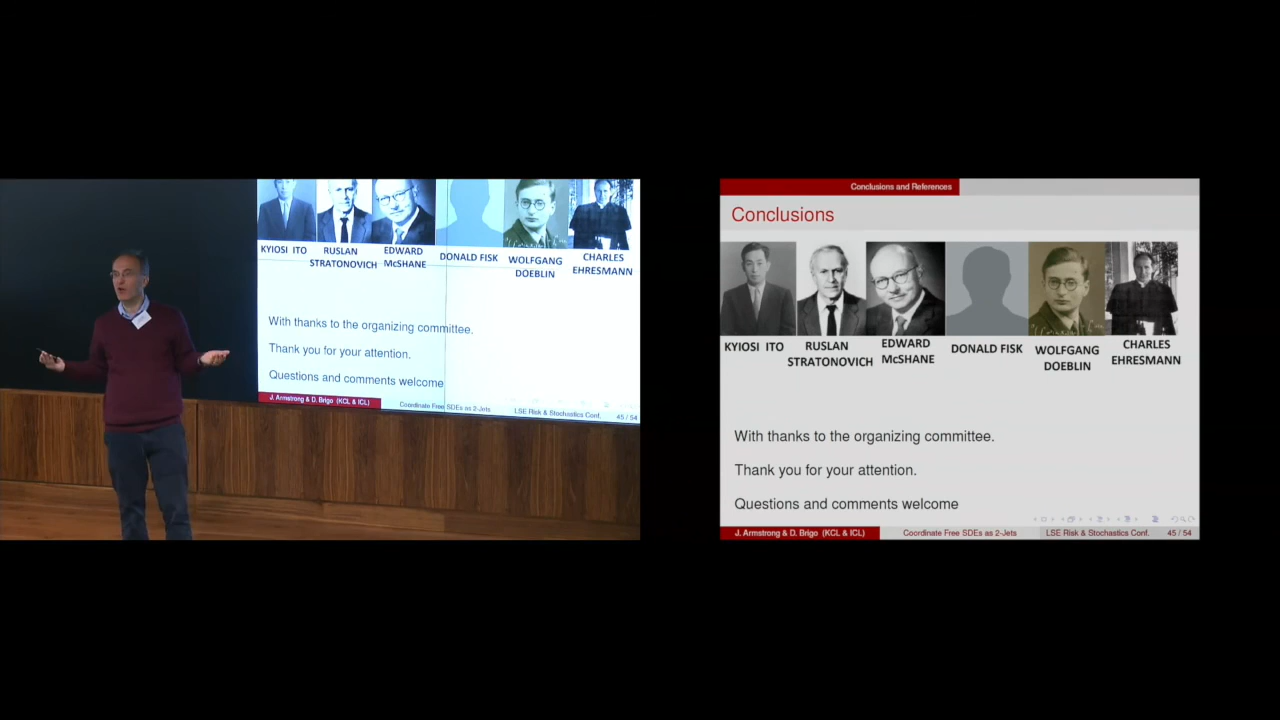 KYIOSI ITO
RUSLAN
STRATONOVICH
EDWARD
McSHANE
DONALD FISK
WOLFGANG
DOEBLIN
CHARLES
EHRESMANN
With thanks to the organizing committee.
Thank you for your attention.
Questions and comments welcome
J. Armstrong & D. Brigo (KCL & ICL)
Coordinate Free SDEs as 2-Jets
LSE Risk & Stochastics Conf.
45 / 54
Conclusions and References
Conclusions
KYIOSI ITO
RUSLAN
STRATONOVICH
EDWARD
McSHANE
DONALD FISK
WOLFGANG
DOEBLIN
CHARLES
EHRESMANN
With thanks to the organizing committee.
Thank you for your attention.
Questions and comments welcome
J. Armstrong & D. Brigo (KCL & ICL)
Coordinate Free SDEs as 2-Jets
LSE Risk & Stochastics Conf.
45 / 54